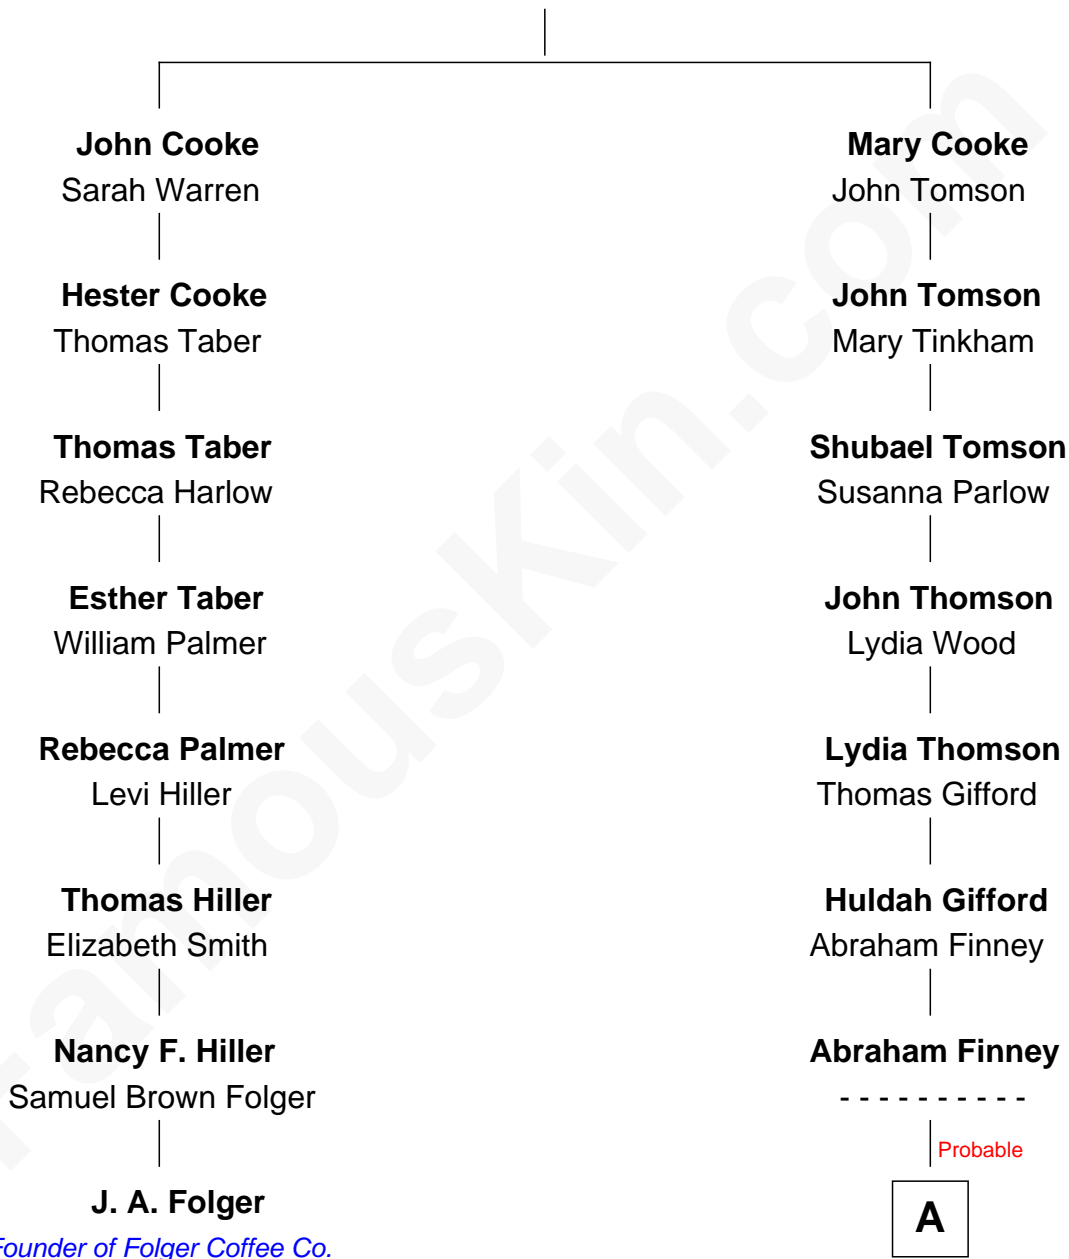 John Cooke
Sarah Warren
Hester Cooke
Thomas Taber
Thomas Taber
Rebecca Harlow
Esther Taber
William Palmer
Rebecca Palmer
Levi Hiller
Thomas Hiller
Elizabeth Smith
Nancy F. Hiller
Samuel Brown Folger
J. A. Folger
Founder of Folger Coffee Co.
Mary Cooke
John Tomson
John Tomson
Mary Tinkham
Shubael Tomson
Susanna Parlow
John Thomson
Lydia Wood
Lydia Thomson
Thomas Gifford
Huldah Gifford
Abraham Finney
Abraham Finney
- - - - - - - - - -
Probable
A
famouskin.com